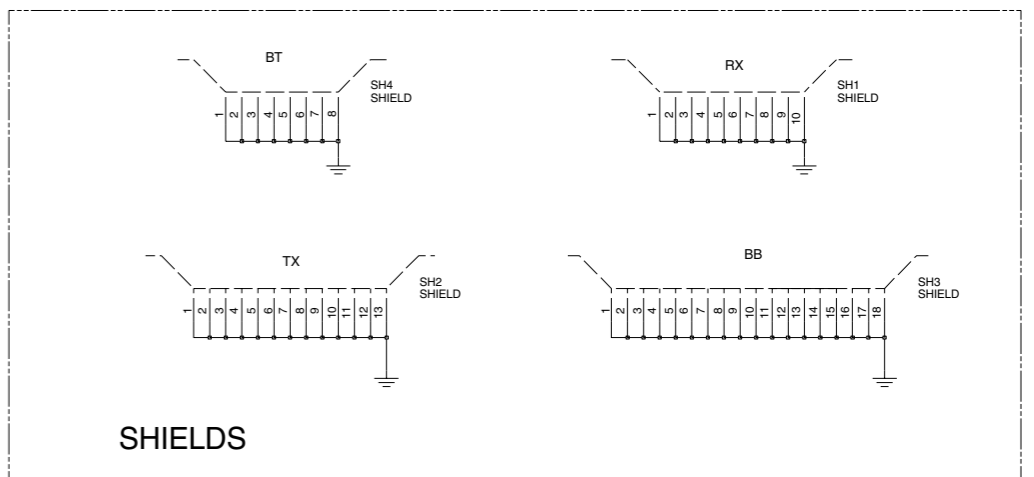 BT
SH4
SHIELD
1 2 3 4 5 6 7 8
RX
SH1
SHIELD
1 2 3 4 5 6 7 8 9 10
TX
SH2
SHIELD
1 2 3 4 5 6 7 8 9 10 11 12 13
BB
SH3
SHIELD
1 2 3 4 5 6 7 8 9 10 11 12 13 14 15 16 17 18
SHIELDS